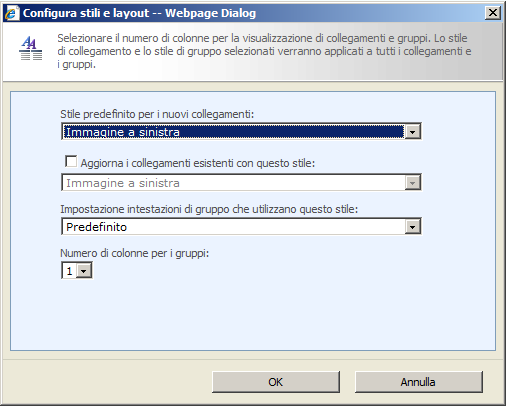 Configura stili e layout -- Webpage Dialog
Selezionare il numero di colonne per la visualizzazione di collegamenti e gruppi. Lo stile
di collegamento e lo stile di gruppo selezionati verranno applicati a tutti i collegamenti e
i gruppi.
Stile predefinito per i nuovi collegamenti:
Immagine a sinistra
Aggiorna i collegamenti esistenti con questo stile:
Immagine a sinistra
Impostazione intestazioni di gruppo che utilizzano questo stile:
Predefinito
Numero di colonne per i gruppi:
1
OK Annulla